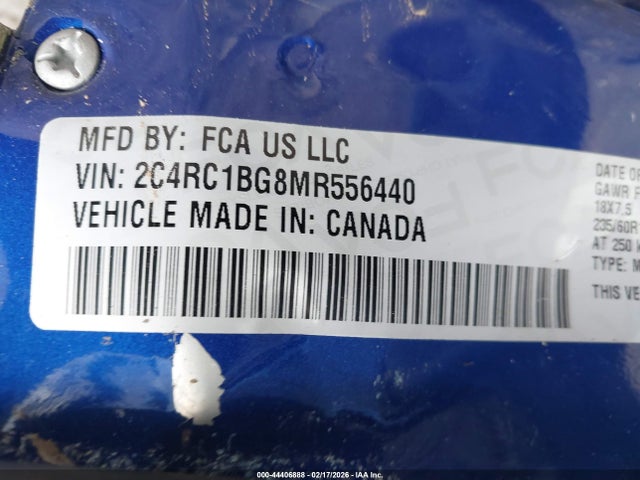 MFD BY: FCA US LLC
VIN: 2C4RC1BG8MR556440
VEHICLE MADE IN: CANADA
DATE OF
GAWR
18X7.5
235/60R1
AT 250
TYPE: M
THIS VE
000-44406888 - 02/17/2026 - IAA Inc.